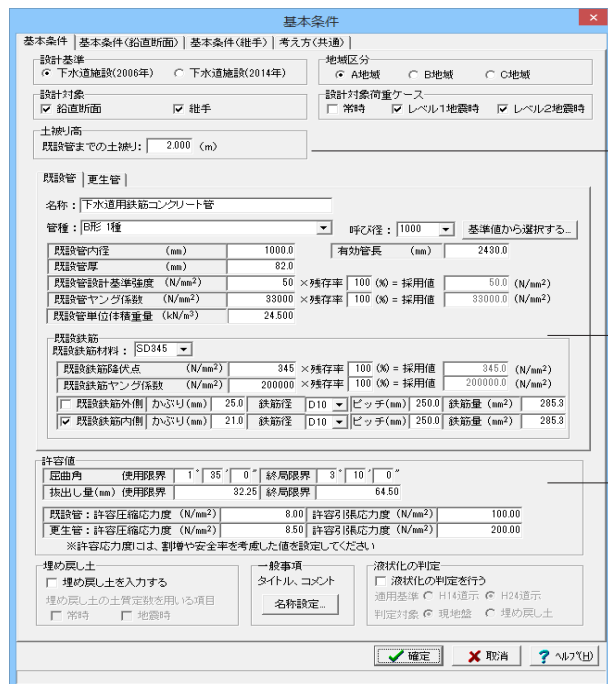 基本条件
基本条件 基本条件(鉛直断面) 基本条件(継手) 考え方(共通)
設計基準 地域区分
下水道施設(2006年) 下水道施設(2014年) A地域 B地域 C地域
設計対象 設計対象荷重ケース
鉛直断面 継手 常時 レベル1地震時 レベル2地震時
土被り高
既設管までの土被り: 2.000 (m)
既設管 更生管
名称: 下水道用鉄筋コンクリート管
管種: B形 1種 呼び径: 1000 基準値から選択する...
既設管内径 (mm) 1000.0 有効管長 (mm) 2430.0
既設管厚 (mm) 82.0
既設管設計基準強度 (N/mm²) 50 ×残存率 100 (%) = 採用値 50.0 (N/mm²)
既設管ヤング係数 (N/mm²) 33000 ×残存率 100 (%) = 採用値 33000.0 (N/mm²)
既設管単位体積重量 (kN/m³) 24.500
既設鉄筋
既設鉄筋材料: SD345
既設鉄筋降伏点 (N/mm²) 345 ×残存率 100 (%) = 採用値 345.0 (N/mm²)
既設鉄筋ヤング係数 (N/mm²) 200000 ×残存率 100 (%) = 採用値 200000.0 (N/mm²)
既設鉄筋外側 かぶり(mm) 25.0 鉄筋径 D10 ピッチ(mm) 250.0 鉄筋量 (mm²) 285.3
既設鉄筋内側 かぶり(mm) 21.0 鉄筋径 D10 ピッチ(mm) 250.0 鉄筋量 (mm²) 285.3
許容値
屈曲角 使用限界 1 ° 35 ′ 0 ″ 終局限界 3 ° 10 ′ 0 ″
抜出し量(mm) 使用限界 32.25 終局限界 64.50
既設管:許容圧縮応力度 (N/mm²) 8.00 許容引張応力度 (N/mm²) 100.00
更生管:許容圧縮応力度 (N/mm²) 8.50 許容引張応力度 (N/mm²) 200.00
※許容応力度には、割増や安全率を考慮した値を設定してください
埋め戻し土 一般事項 液状化の判定
埋め戻し土を入力する タイトル、コメント 液状化の判定を行う
埋め戻し土の土質定数を用いる項目 名称設定... 適用基準 H14道示 H24道示
常時 地震時 判定対象 現地盤 埋め戻し土
確定 取消 ヘルプ(H)